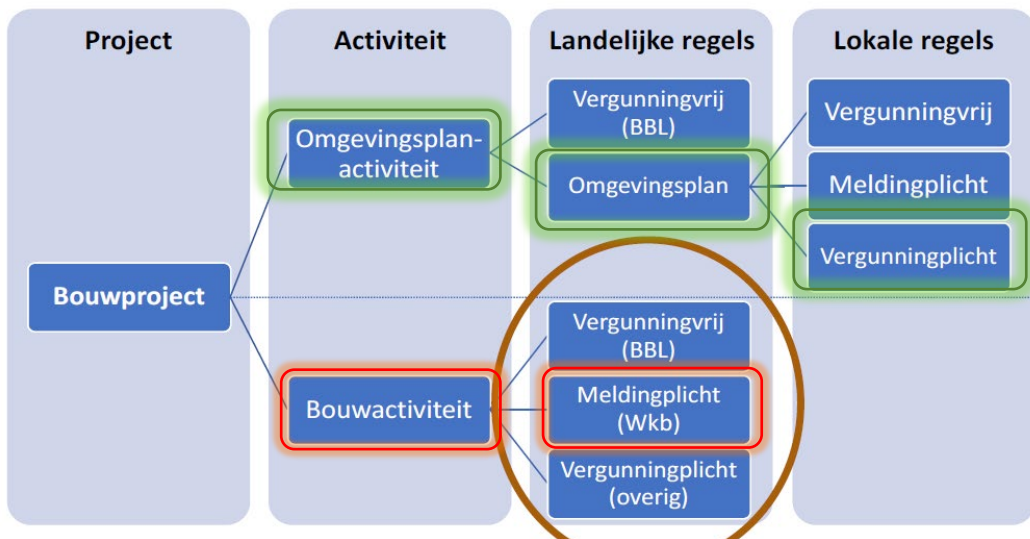 Project
Activiteit
Landelijke regels
Lokale regels
Bouwproject
Omgevingsplan-
activiteit
Bouwactiviteit
Vergunningvrij
(BBL)
Omgevingsplan
Vergunningvrij
(BBL)
Meldingplicht
(Wkb)
Vergunningplicht
(overig)
Vergunningvrij
Meldingplicht
Vergunningplicht